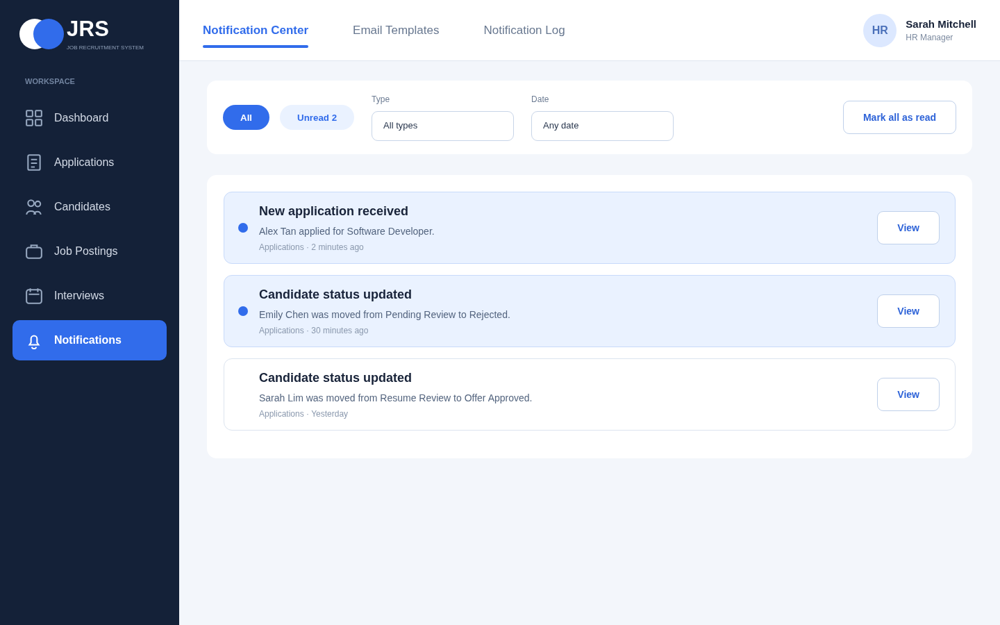 JRS
JOB RECRUITMENT SYSTEM
WORKSPACE
Dashboard
Applications
Candidates
Job Postings
Interviews
Notifications
Notification Center
Email Templates
Notification Log
HR
Sarah Mitchell
HR Manager
All
Unread 2
Type
All types
Date
Any date
Mark all as read
New application received
Alex Tan applied for Software Developer.
Applications · 2 minutes ago
View
Candidate status updated
Emily Chen was moved from Pending Review to Rejected.
Applications · 30 minutes ago
View
Candidate status updated
Sarah Lim was moved from Resume Review to Offer Approved.
Applications · Yesterday
View